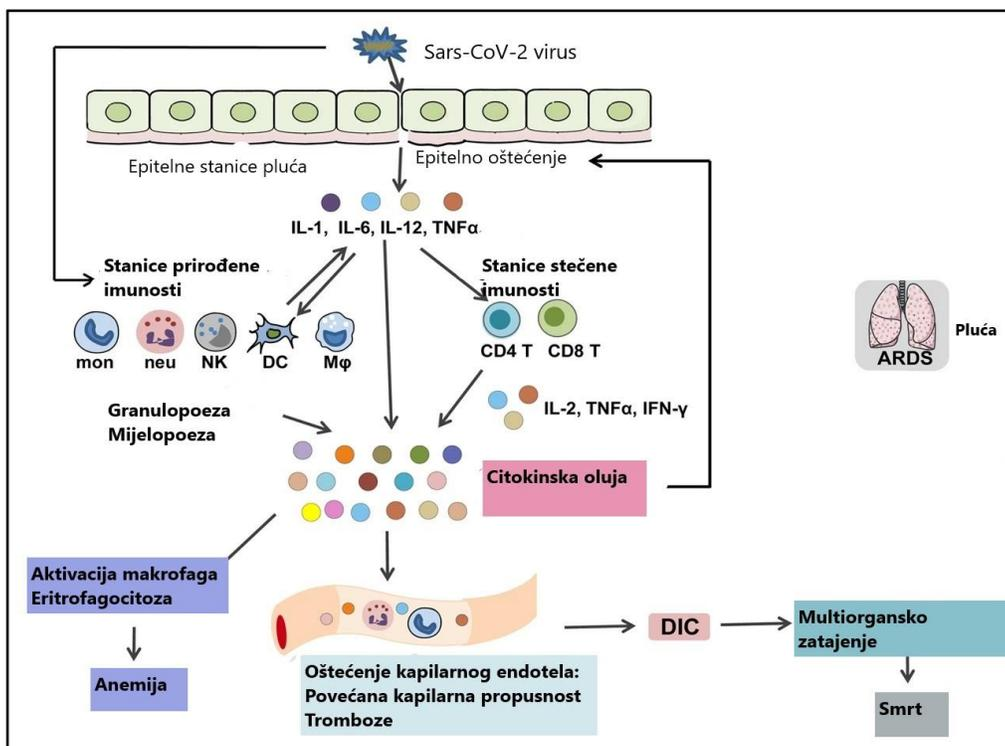 Sars-CoV-2 virus
Epitelne stanice pluća
Epitelno oštećenje
IL-1, IL-6, IL-12, TNFα
Stanice prirođene
imunosti
mon
neu
NK
DC
Mφ
Stanice stečene
imunosti
CD4 T
CD8 T
Pluća
ARDS
IL-2, TNFα, IFN-γ
Granulopoeza
Mijelopoeza
Citokinska oluja
Aktivacija makrofaga
Eritrofagocitoza
Anemija
Oštećenje kapilarnog endotela:
Povećana kapilarna propusnost
Tromboze
DIC
Multiorgansko
zatajenje
Smrt